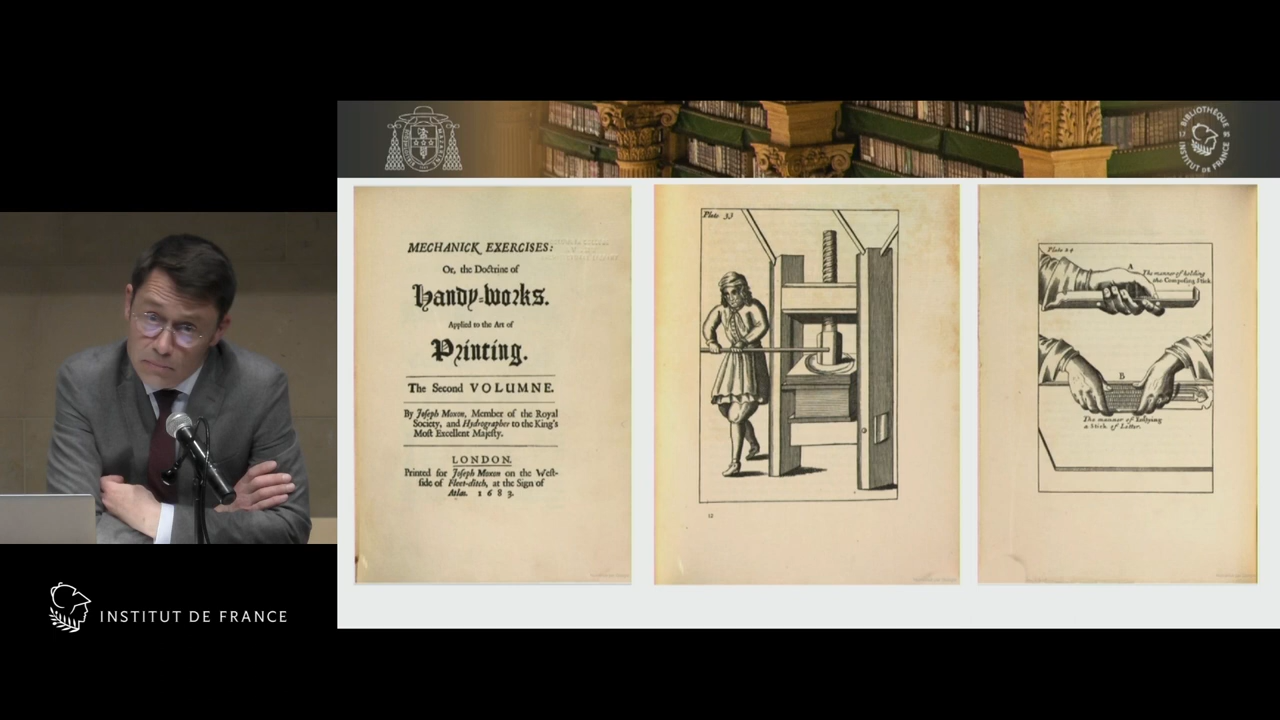 BIBLIOTHÈQUE
INSTITUT DE FRANCE
MECHANICK EXERCISES:
Or, the Doctrine of
Handy-works.
Applied to the Art of
Printing.
The Second VOLUMNE.
By Joseph Moxon, Member of the Royal
Society, and Hydrographer to the King's
Most Excellent Majesty.
LONDON.
Printed for Joseph Moxon on the West-
side of Fleet-ditch, at the Sign of
Atlas. 1683.
Plate 33
12
Plate 24
A
The manner of holding
the Composing Stick
B
The manner of Emptying
a Stick of Letter.
INSTITUT DE FRANCE